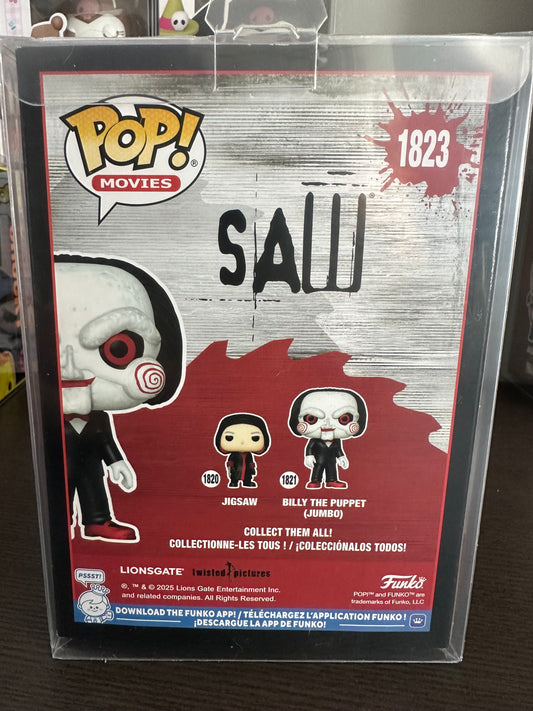 POP!®
MOVIES
1823
SAW®
1820
JIGSAW
1821
BILLY THE PUPPET
(JUMBO)
COLLECT THEM ALL!
COLLECTIONNE-LES TOUS ! / ¡COLECCIÓNALOS TODOS!
LIONSGATE® twisted pictures
®, ™ & © 2025 Lions Gate Entertainment Inc.
and related companies. All Rights Reserved.
Funko®
POP!™ and FUNKO™ are
trademarks of Funko, LLC
PSSST!
POP!
DOWNLOAD THE FUNKO APP! / TÉLÉCHARGEZ L'APPLICATION FUNKO !
¡DESCARGUE LA APP DE FUNKO!